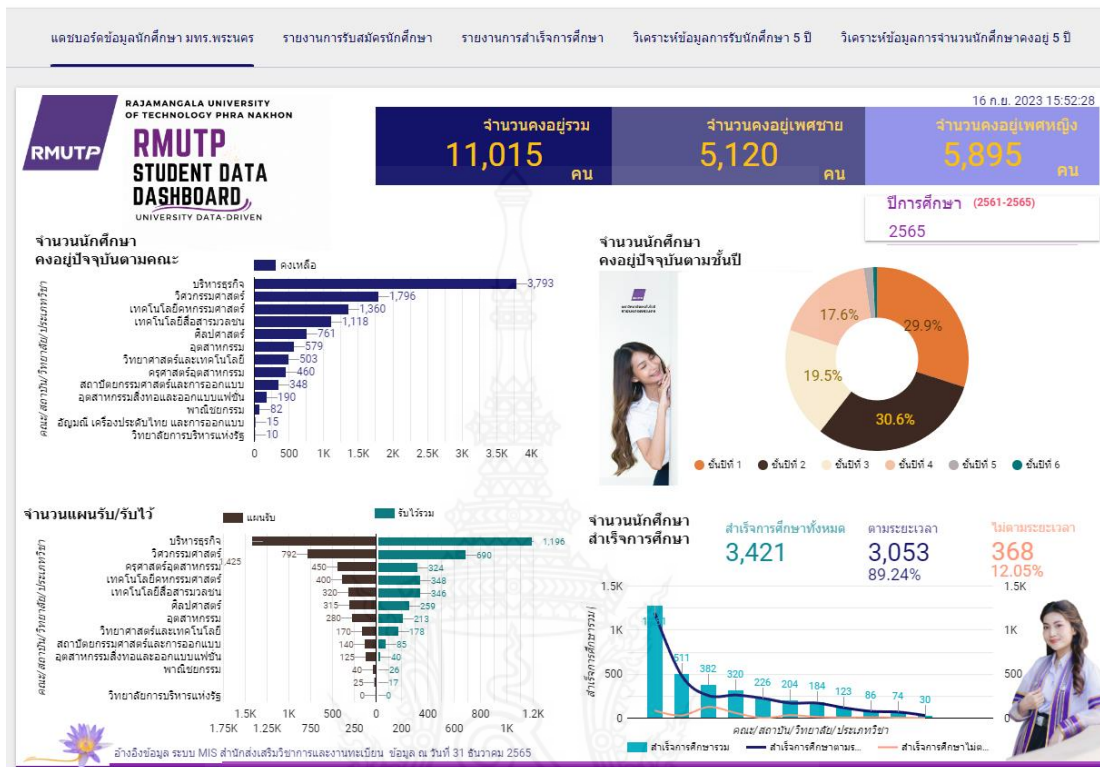 แดชบอร์ดข้อมูลนักศึกษา มทร.พระนคร
รายงานการรับสมัครนักศึกษา
รายงานการสำเร็จการศึกษา
วิเคราะห์ข้อมูลการรับนักศึกษา 5 ปี
วิเคราะห์ข้อมูลการจำนวนนักศึกษาคงอยู่ 5 ปี
16 ก.ย. 2023 15:52:28
RMUTP
RAJAMANGALA UNIVERSITY
OF TECHNOLOGY PHRA NAKHON
RMUTP
STUDENT DATA
DASHBOARD
UNIVERSITY DATA-DRIVEN
จำนวนคงอยู่รวม
11,015
คน
จำนวนคงอยู่เพศชาย
5,120
คน
จำนวนคงอยู่เพศหญิง
5,895
คน
ปีการศึกษา (2561-2565)
2565
จำนวนนักศึกษา
คงอยู่ปัจจุบันตามคณะ
คงเหลือ
คณะ/สถาบัน/วิทยาลัย/ประเภทวิชา
บริหารธุรกิจ 3,793
วิศวกรรมศาสตร์ 1,796
เทคโนโลยีคหกรรมศาสตร์ 1,360
เทคโนโลยีสื่อสารมวลชน 1,118
ศิลปศาสตร์ 761
อุตสาหกรรม 579
วิทยาศาสตร์และเทคโนโลยี 503
ครุศาสตร์อุตสาหกรรม 460
สถาปัตยกรรมศาสตร์และการออกแบบ 348
อุตสาหกรรมสิ่งทอและออกแบบแฟชั่น 190
พาณิชยกรรม 82
อัญมณี เครื่องประดับไทย และการออกแบบ 15
วิทยาลัยการบริหารแห่งรัฐ 10
0 500 1K 1.5K 2K 2.5K 3K 3.5K 4K
จำนวนนักศึกษา
คงอยู่ปัจจุบันตามชั้นปี
17.6%
29.9%
19.5%
30.6%
ชั้นปีที่ 1 ชั้นปีที่ 2 ชั้นปีที่ 3 ชั้นปีที่ 4 ชั้นปีที่ 5 ชั้นปีที่ 6
จำนวนแผนรับ/รับไว้
แผนรับ
รับไว้รวม
คณะ/สถาบัน/วิทยาลัย/ประเภทวิชา
บริหารธุรกิจ 1,425 1,196
วิศวกรรมศาสตร์ 792 690
ครุศาสตร์อุตสาหกรรม 450 324
เทคโนโลยีคหกรรมศาสตร์ 400 348
เทคโนโลยีสื่อสารมวลชน 320 346
ศิลปศาสตร์ 315 259
อุตสาหกรรม 280 213
วิทยาศาสตร์และเทคโนโลยี 170 178
สถาปัตยกรรมศาสตร์และการออกแบบ 140 85
อุตสาหกรรมสิ่งทอและออกแบบแฟชั่น 125 40
พาณิชยกรรม 40 26
25 17
วิทยาลัยการบริหารแห่งรัฐ 0 0
1.5K 1K 500 0 400 800 1.2K
1.75K 1.25K 750 250 200 600 1K
อ้างอิงข้อมูล ระบบ MIS สำนักส่งเสริมวิชาการและงานทะเบียน ข้อมูล ณ วันที่ 31 ธันวาคม 2565
จำนวนนักศึกษา
สำเร็จการศึกษา
สำเร็จการศึกษาทั้งหมด
3,421
ตามระยะเวลา
3,053
89.24%
ไม่ตามระยะเวลา
368
12.05%
สำเร็จการศึกษารวม |
1.5K 1.5K
1K 1K
500 500
0 0
511 382 320 226 204 184 123 86 74 30
คณะ/สถาบัน/วิทยาลัย/ประเภทวิชา
สำเร็จการศึกษารวม สำเร็จการศึกษาตามร... สำเร็จการศึกษาไม่ต...